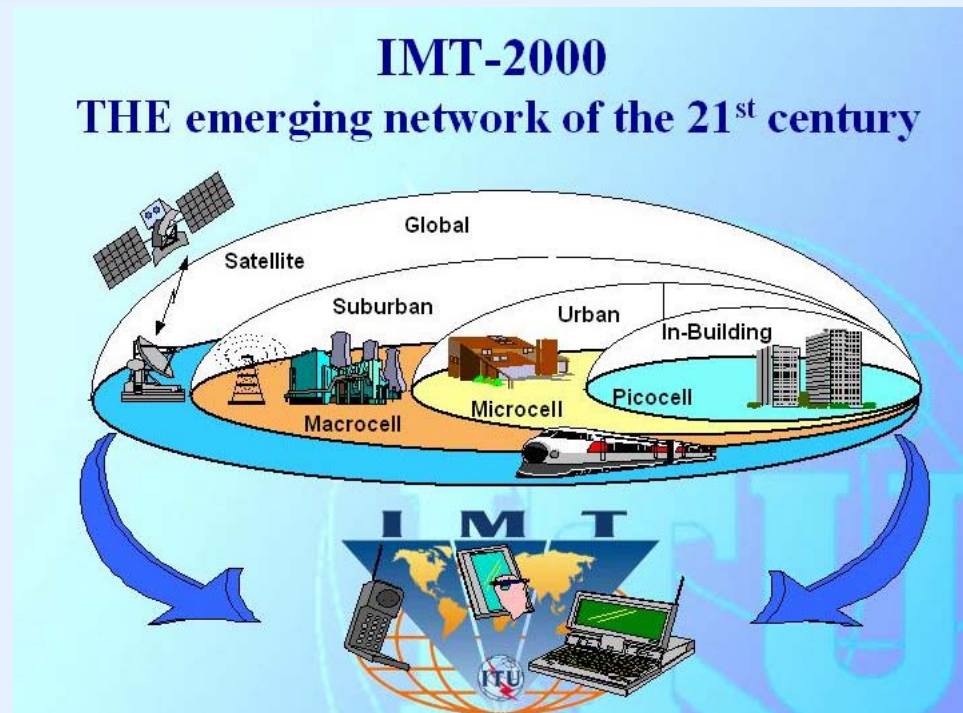 IMT-2000
THE emerging network of the 21st century
Global
Satellite
Suburban
Urban
In-Building
Picocell
Microcell
Macrocell
I M T
ITU
ITU